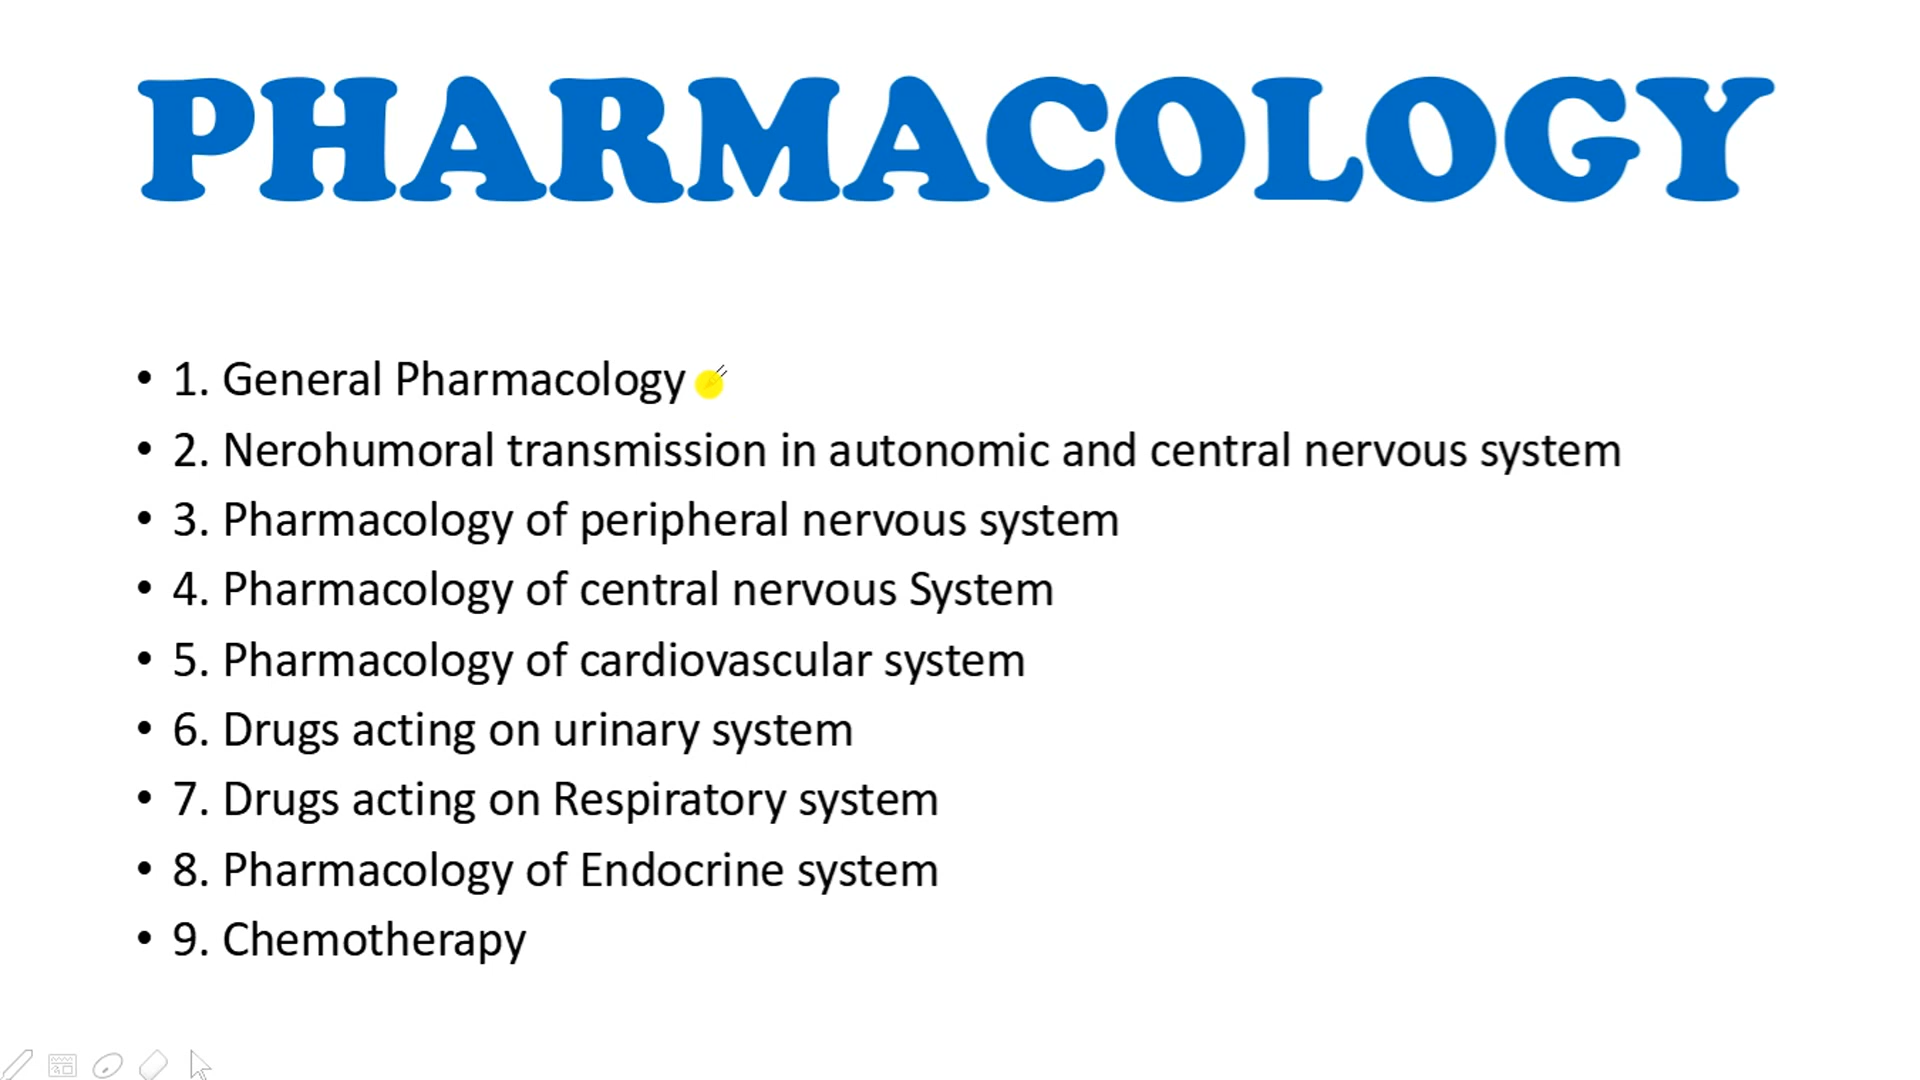 PHARMACOLOGY
• 1. General Pharmacology
• 2. Nerohumoral transmission in autonomic and central nervous system
• 3. Pharmacology of peripheral nervous system
• 4. Pharmacology of central nervous System
• 5. Pharmacology of cardiovascular system
• 6. Drugs acting on urinary system
• 7. Drugs acting on Respiratory system
• 8. Pharmacology of Endocrine system
• 9. Chemotherapy